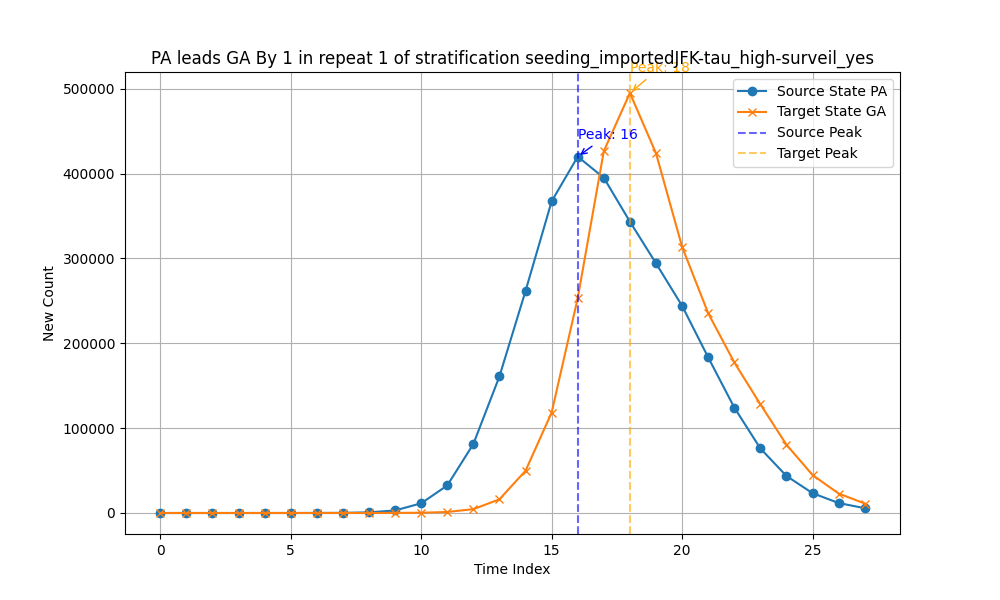 PA leads GA By 1 in repeat 1 of stratification seeding_importedJFK-tau_high-surveil_yes
Peak: 18
Peak: 16
Source State PA
Target State GA
Source Peak
Target Peak
500000
400000
300000
200000
100000
0
New Count
0
5
10
15
20
25
Time Index